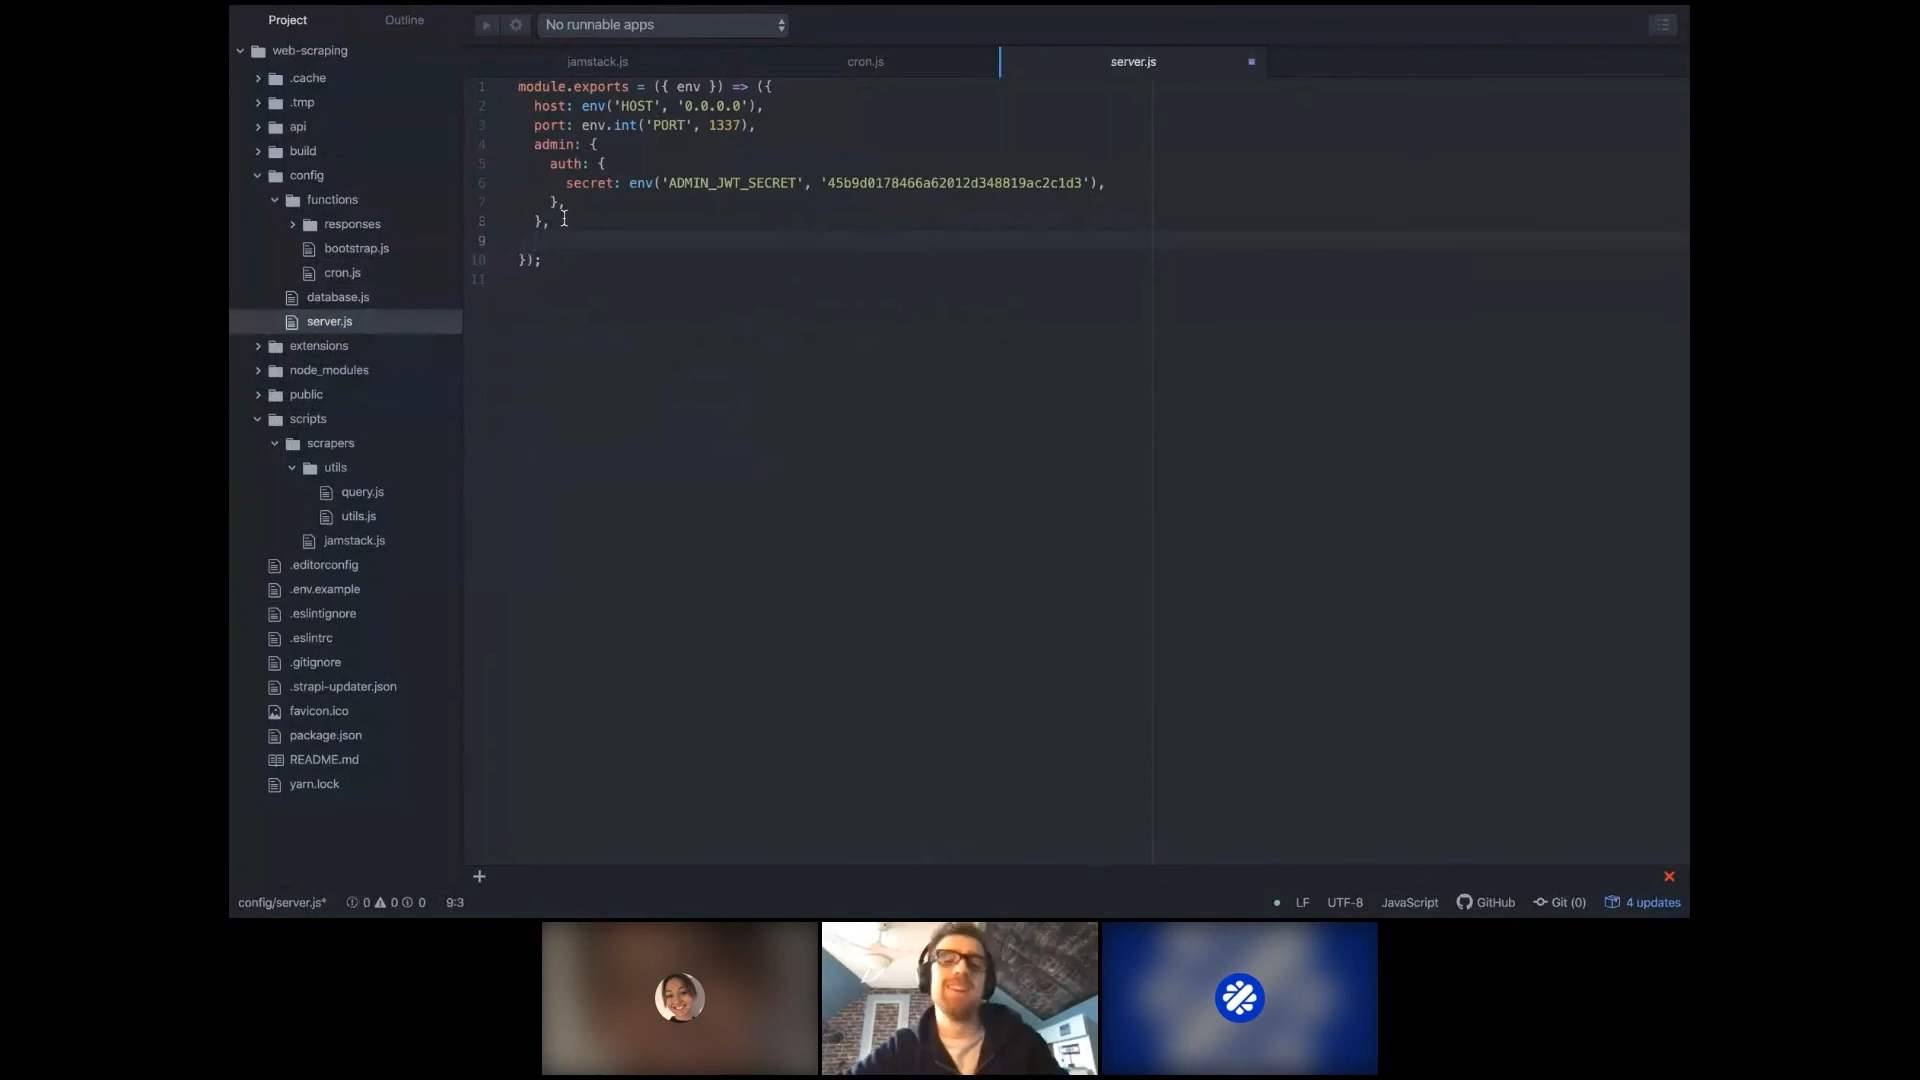 Project
Outline
No runnable apps
web-scraping
.cache
.tmp
api
build
config
functions
responses
bootstrap.js
cron.js
database.js
server.js
extensions
node_modules
public
scripts
scrapers
utils
query.js
utils.js
jamstack.js
.editorconfig
.env.example
.eslintignore
.eslintrc
.gitignore
.strapi-updater.json
favicon.ico
package.json
README.md
yarn.lock
jamstack.js
cron.js
server.js
1 module.exports = ({ env }) => ({
2 host: env('HOST', '0.0.0.0'),
3 port: env.int('PORT', 1337),
4 admin: {
5 auth: {
6 secret: env('ADMIN_JWT_SECRET', '45b9d0178466a62012d348819ac2c1d3'),
7 },
8 },
9
10 });
11
config/server.js* 0 0 0 9:3
LF UTF-8 JavaScript GitHub Git (0) 4 updates